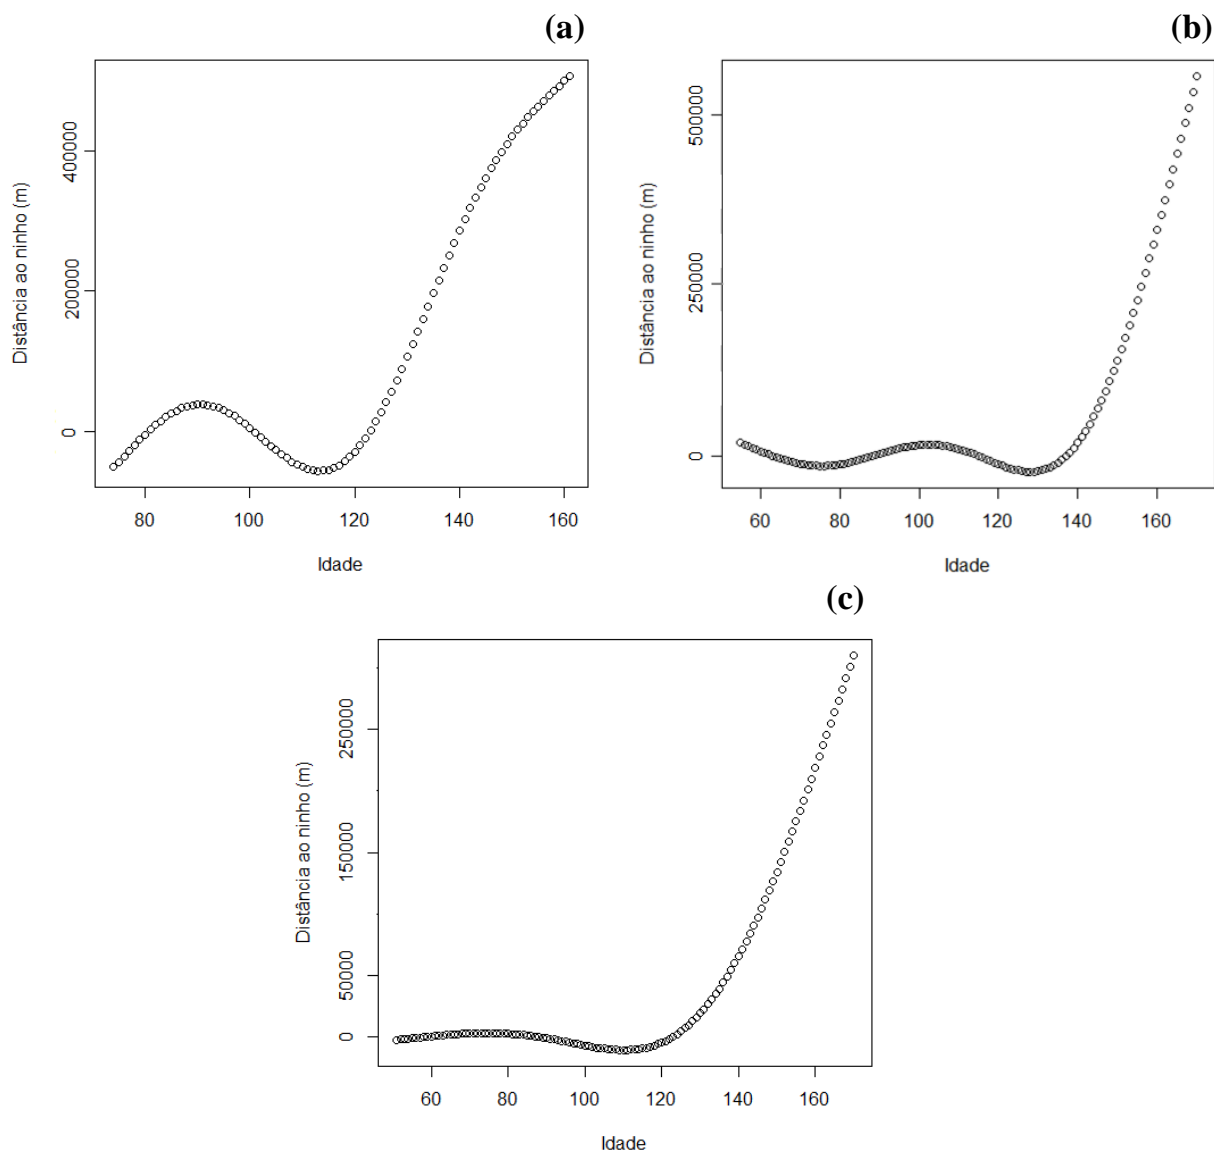 (a)
Distância ao ninho (m)
400000
200000
0
80 100 120 140 160
Idade
(b)
Distância ao ninho (m)
500000
250000
0
60 80 100 120 140 160
Idade
(c)
Distância ao ninho (m)
250000
150000
50000
0
60 80 100 120 140 160
Idade